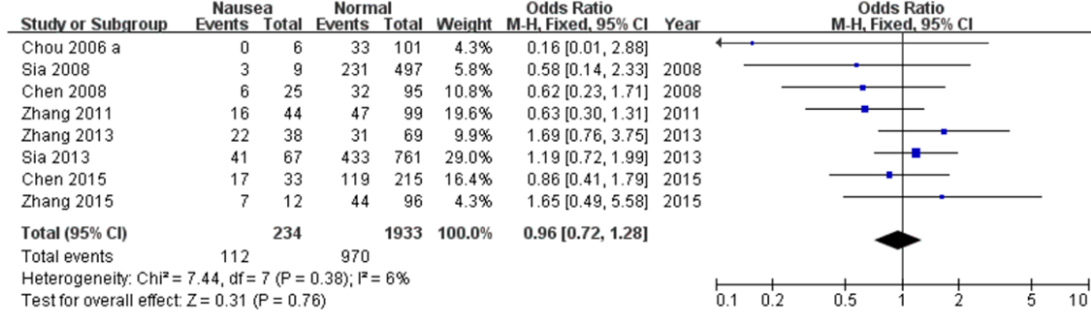 Nausea Normal Odds Ratio Odds Ratio
Study or Subgroup Events Total Events Total Weight M-H, Fixed, 95% CI Year M-H, Fixed, 95% CI
Chou 2006 a 0 6 33 101 4.3% 0.16 [0.01, 2.88]
Sia 2008 3 9 231 497 5.8% 0.58 [0.14, 2.33] 2008
Chen 2008 6 25 32 95 10.8% 0.62 [0.23, 1.71] 2008
Zhang 2011 16 44 47 99 19.6% 0.63 [0.30, 1.31] 2011
Zhang 2013 22 38 31 69 9.9% 1.69 [0.76, 3.75] 2013
Sia 2013 41 67 433 761 29.0% 1.19 [0.72, 1.99] 2013
Chen 2015 17 33 119 215 16.4% 0.86 [0.41, 1.79] 2015
Zhang 2015 7 12 44 96 4.3% 1.65 [0.49, 5.58] 2015
Total (95% CI) 234 1933 100.0% 0.96 [0.72, 1.28]
Total events 112 970
Heterogeneity: Chi² = 7.44, df = 7 (P = 0.38); I² = 6%
Test for overall effect: Z = 0.31 (P = 0.76)
0.1 0.2 0.5 1 2 5 10